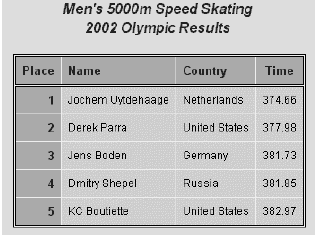 Men's 5000m Speed Skating
2002 Olympic Results
Place Name Country Time
1 Jochem Uytdehaage Netherlands 374.66
2 Derek Parra United States 377.98
3 Jens Boden Germany 381.73
4 Dmitry Shepel Russia 381.85
5 KC Boutiette United States 382.97